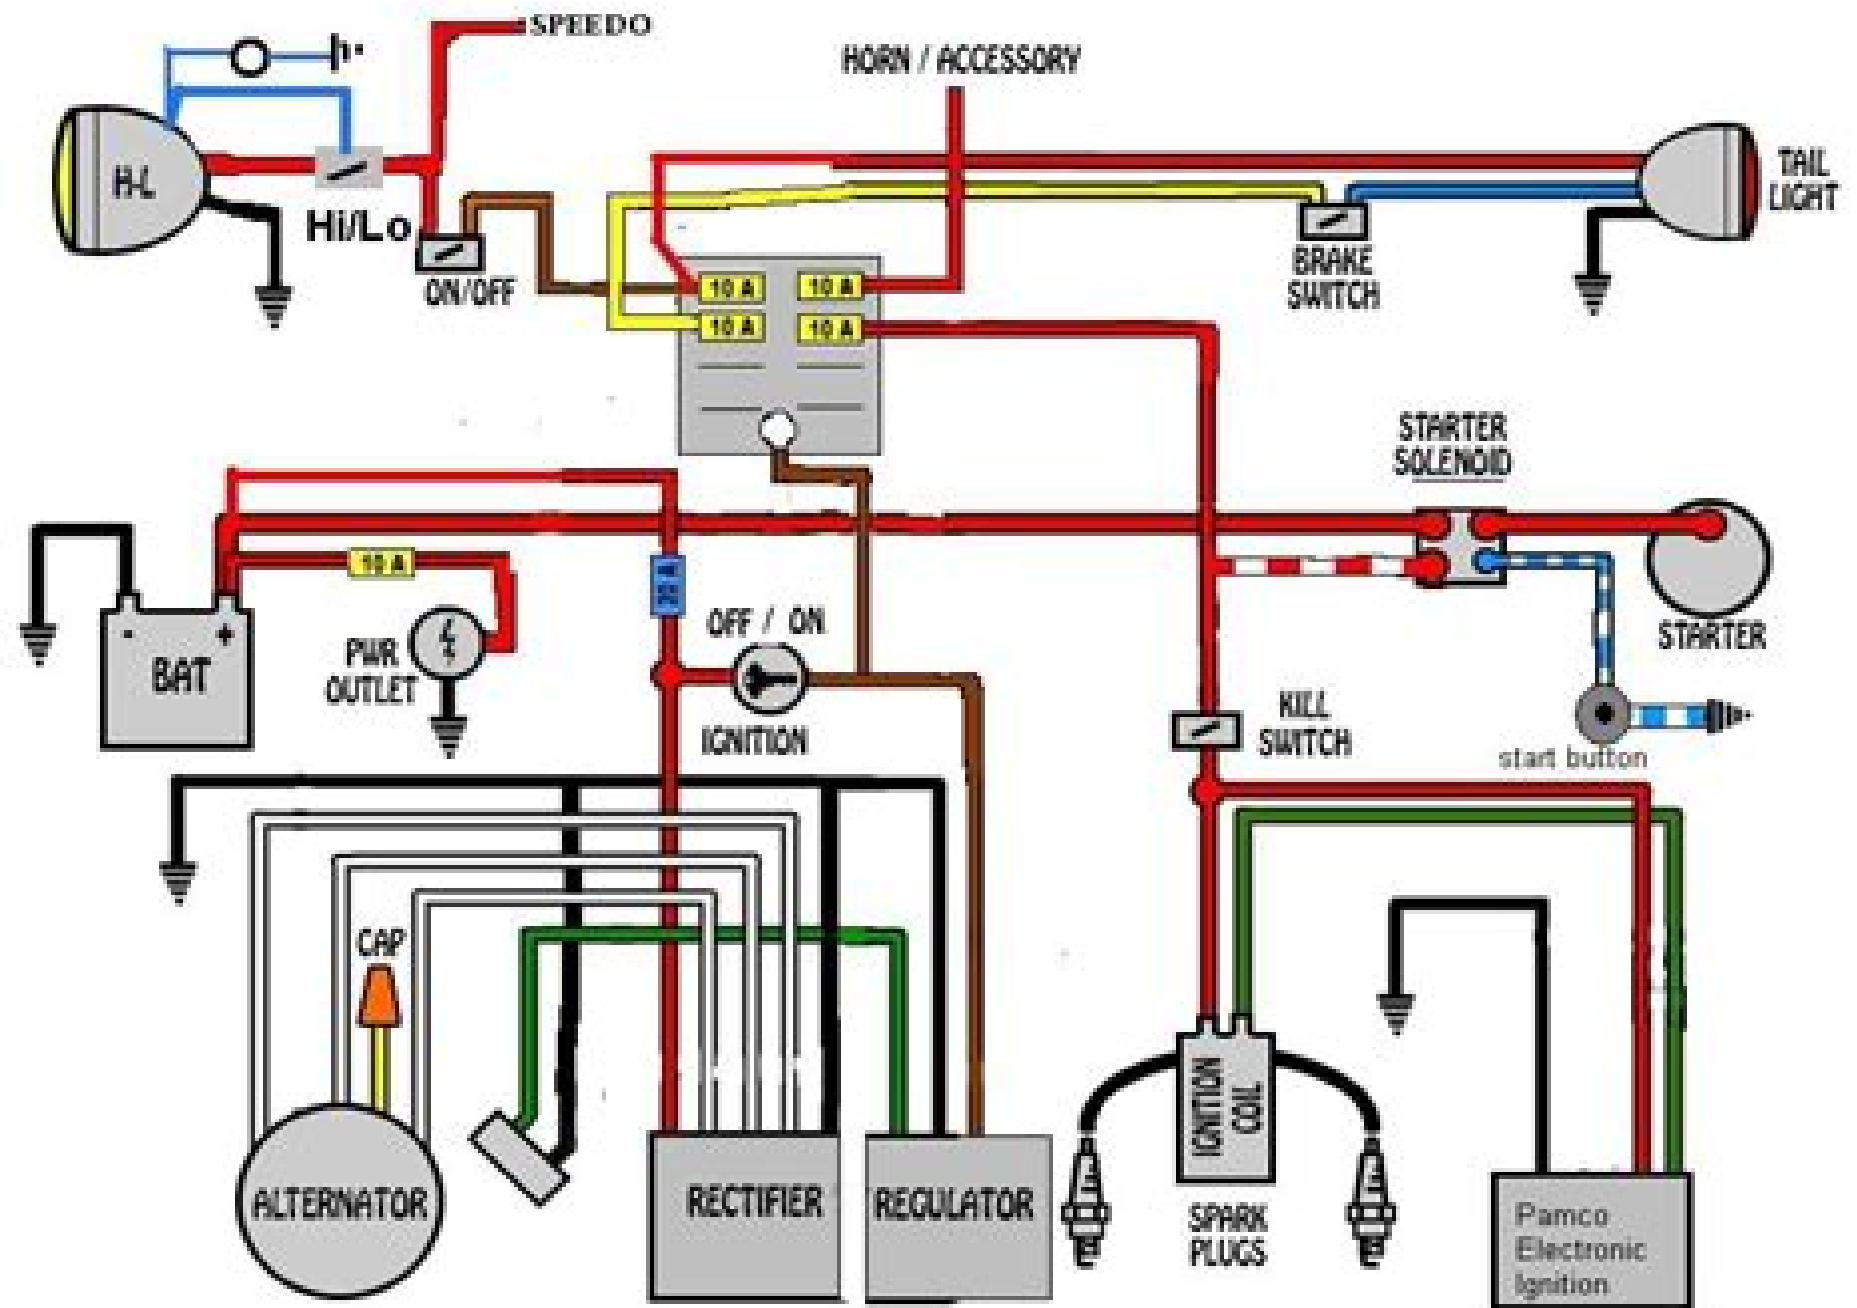 SPEEDO
HORN / ACCESSORY
H-L
TAIL
LIGHT
Hi/Lo
ON/OFF
BRAKE
SWITCH
10 A
10 A
10 A
10 A
STARTER
SOLENOID
10 A
OFF / ON
STARTER
- +
BAT
PWR
OUTLET
IGNITION
KILL
SWITCH
start button
CAP
IGNITION
COIL
ALTERNATOR
RECTIFIER
REGULATOR
SPARK
PLUGS
Pamco
Electronic
Ignition